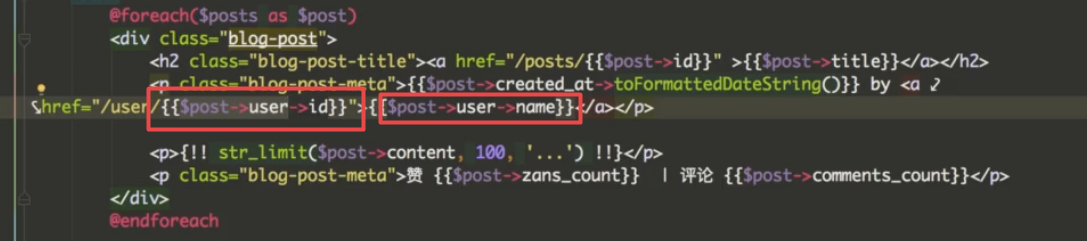 @foreach($posts as $post)
<div class="blog-post">
<h2 class="blog-post-title"><a href="/posts/{{$post->id}}" >{{$post->title}}</a></h2>
<p class="blog-post-meta">{{$post->created_at->toFormattedDateString()}} by <a
href="/user/{{$post->user->id}}">{{$post->user->name}}</a></p>
<p>{!! str_limit($post->content, 100, '...') !!}</p>
<p class="blog-post-meta">赞 {{$post->zans_count}} | 评论 {{$post->comments_count}}</p>
</div>
@endforeach